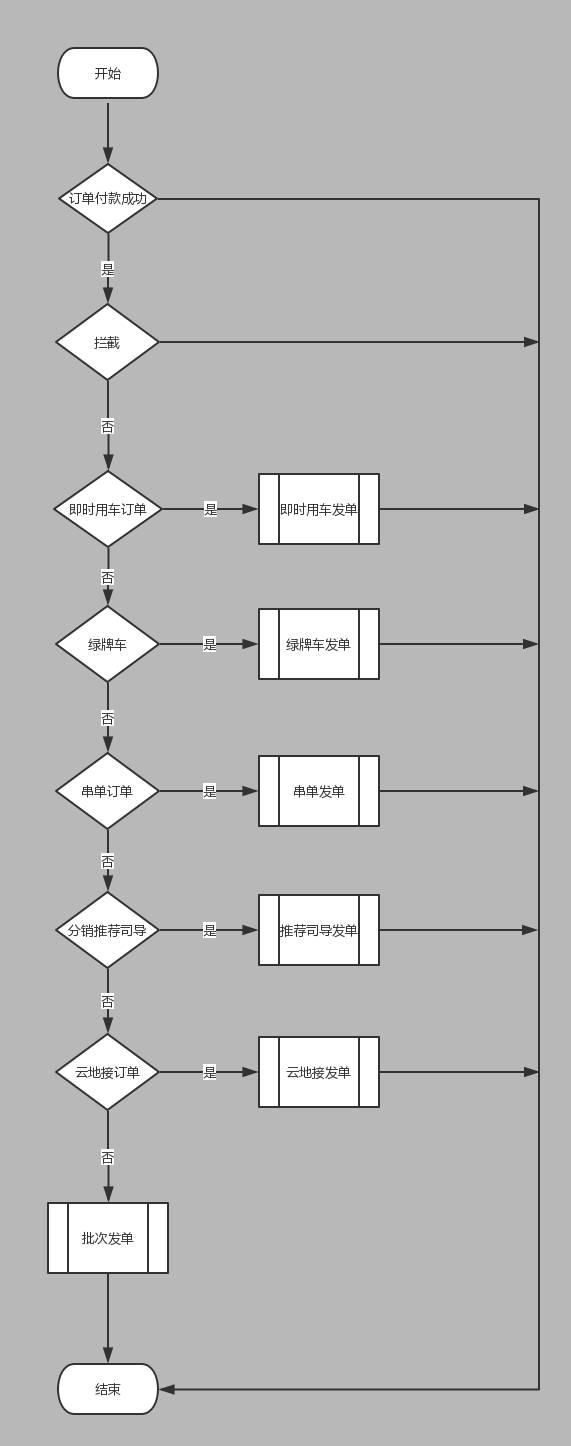 开始
订单付款成功
是
拦截
否
即时用车订单
是
即时用车发单
否
绿牌车
是
绿牌车发单
否
串单订单
是
串单发单
否
分销推荐司导
是
推荐司导发单
否
云地接订单
是
云地接发单
否
批次发单
结束